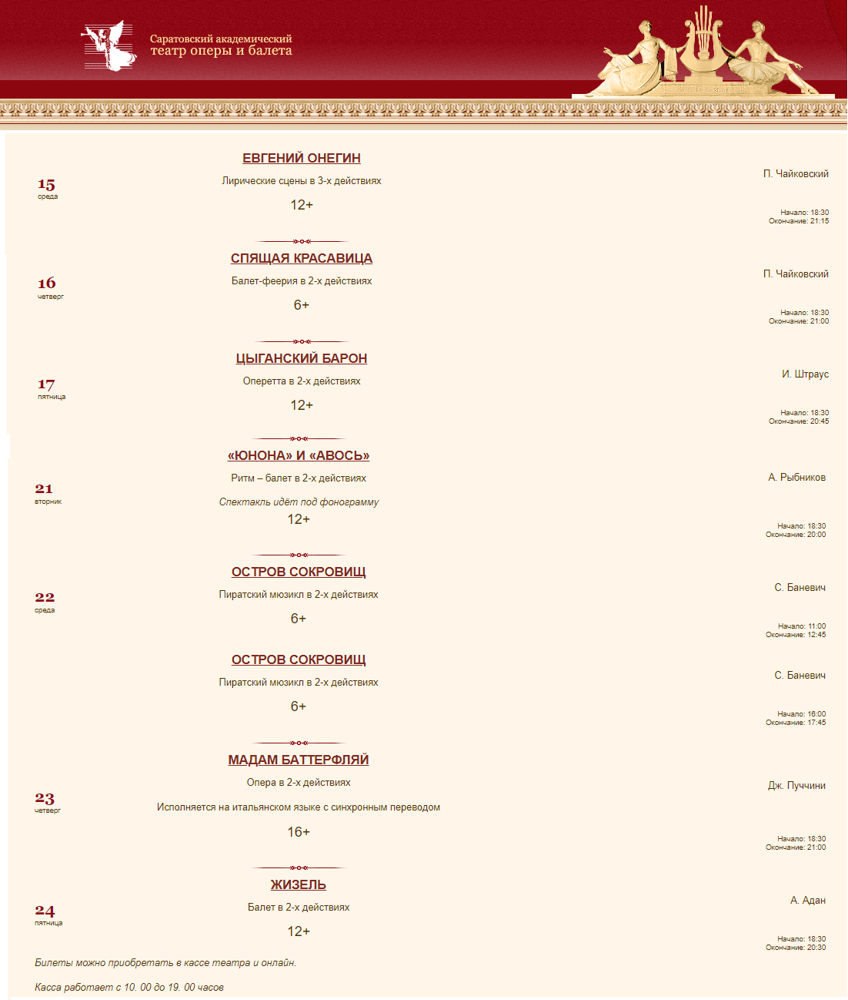 Саратовский академический
театр оперы и балета
ЕВГЕНИЙ ОНЕГИН
П. Чайковский
Лирические сцены в 3-х действиях
15
среда
12+
Начало: 18:30
Окончание: 21:15
СПЯЩАЯ КРАСАВИЦА
П. Чайковский
Балет-феерия в 2-х действиях
16
четверг
6+
Начало: 18:30
Окончание: 21:00
ЦЫГАНСКИЙ БАРОН
И. Штраус
Оперетта в 2-х действиях
17
пятница
12+
Начало: 18:30
Окончание: 20:45
«ЮНОНА» И «АВОСЬ»
А. Рыбников
Ритм – балет в 2-х действиях
21
вторник
Спектакль идёт под фонограмму
12+
Начало: 18:30
Окончание: 20:00
ОСТРОВ СОКРОВИЩ
С. Баневич
Пиратский мюзикл в 2-х действиях
22
среда
6+
Начало: 11:00
Окончание: 12:45
ОСТРОВ СОКРОВИЩ
С. Баневич
Пиратский мюзикл в 2-х действиях
6+
Начало: 16:00
Окончание: 17:45
МАДАМ БАТТЕРФЛЯЙ
Опера в 2-х действиях
Дж. Пуччини
23
четверг
Исполняется на итальянском языке с синхронным переводом
16+
Начало: 18:30
Окончание: 21:00
ЖИЗЕЛЬ
А. Адан
Балет в 2-х действиях
24
пятница
12+
Начало: 18:30
Окончание: 20:30
Билеты можно приобретать в кассе театра и онлайн.
Касса работает с 10. 00 до 19. 00 часов